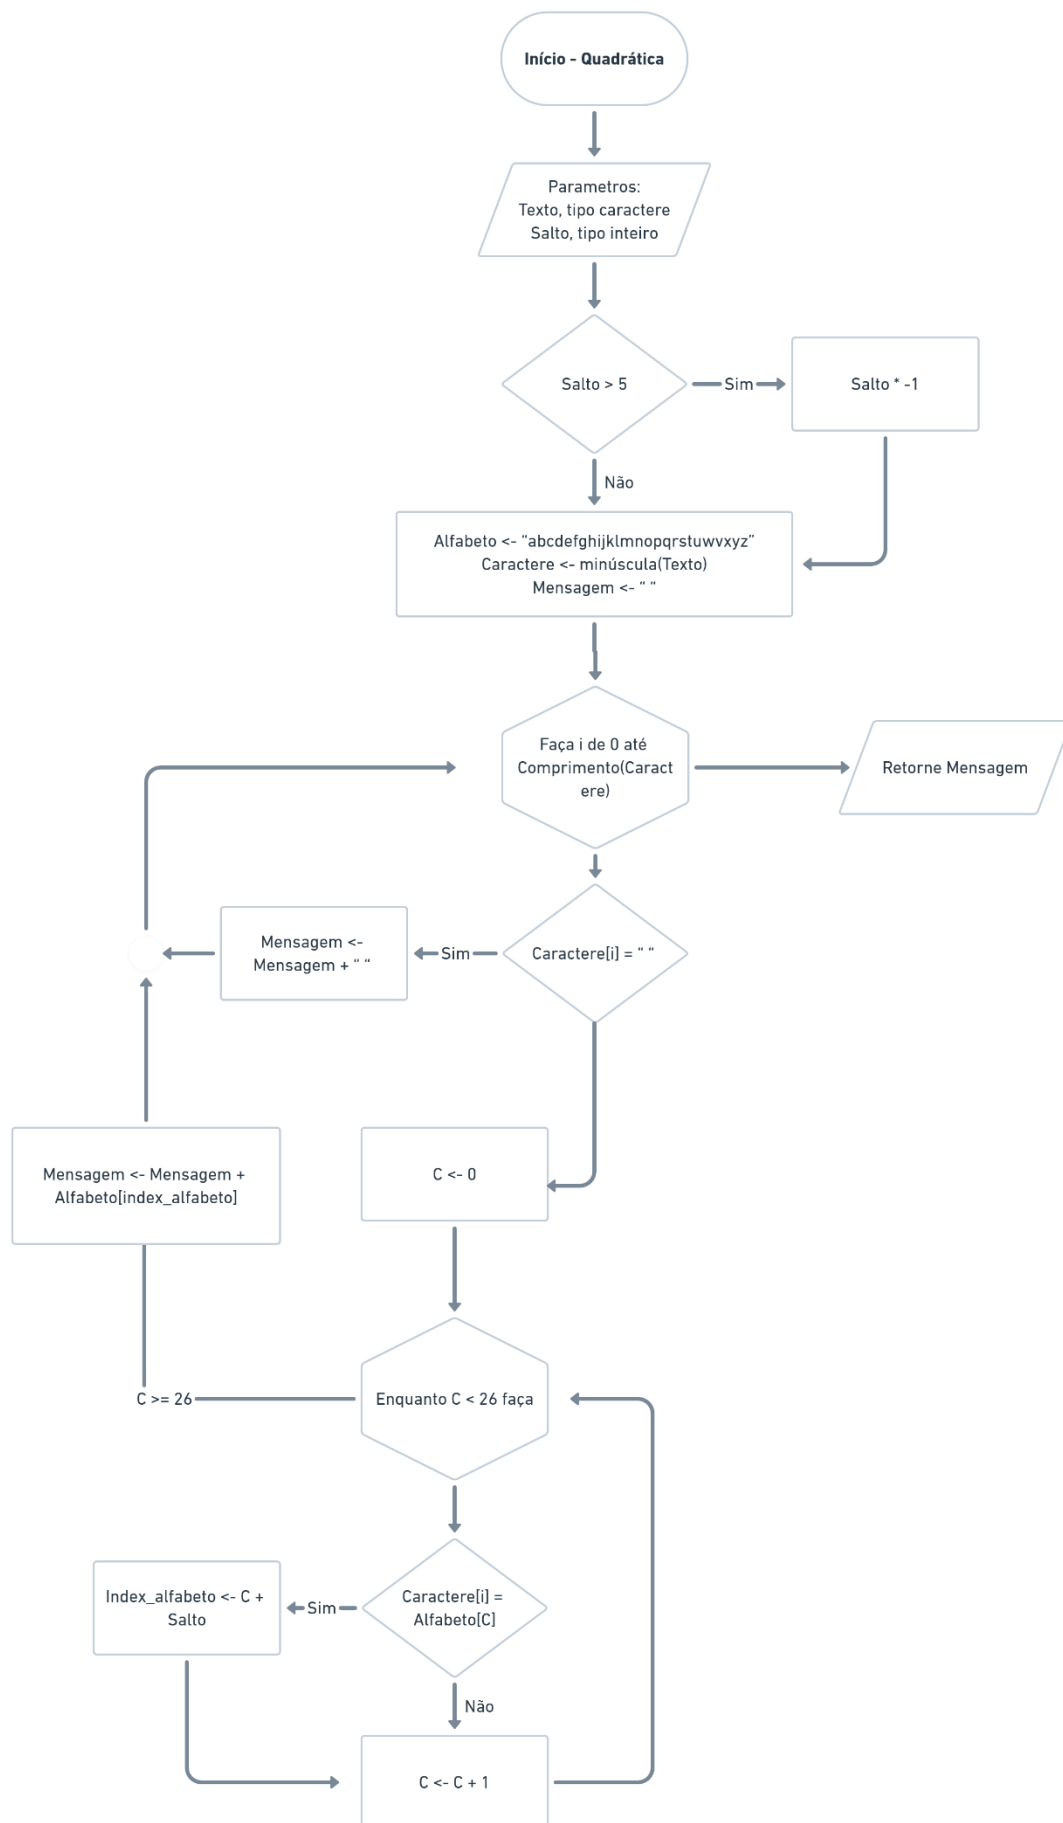 Início - Quadrática
Parametros:
Texto, tipo caractere
Salto, tipo inteiro
Salto > 5
Sim
Salto * -1
Não
Alfabeto <- “abcdefghijklmnopqrstuwvxyz”
Caractere <- minúscula(Texto)
Mensagem <- “ “
Faça i de 0 até
Comprimento(Caract
ere)
Retorne Mensagem
Caractere[i] = “ “
Sim
Mensagem <-
Mensagem + “ “
Mensagem <- Mensagem +
Alfabeto[index_alfabeto]
C <- 0
Enquanto C < 26 faça
C >= 26
Caractere[i] =
Alfabeto[C]
Sim
Index_alfabeto <- C +
Salto
Não
C <- C + 1